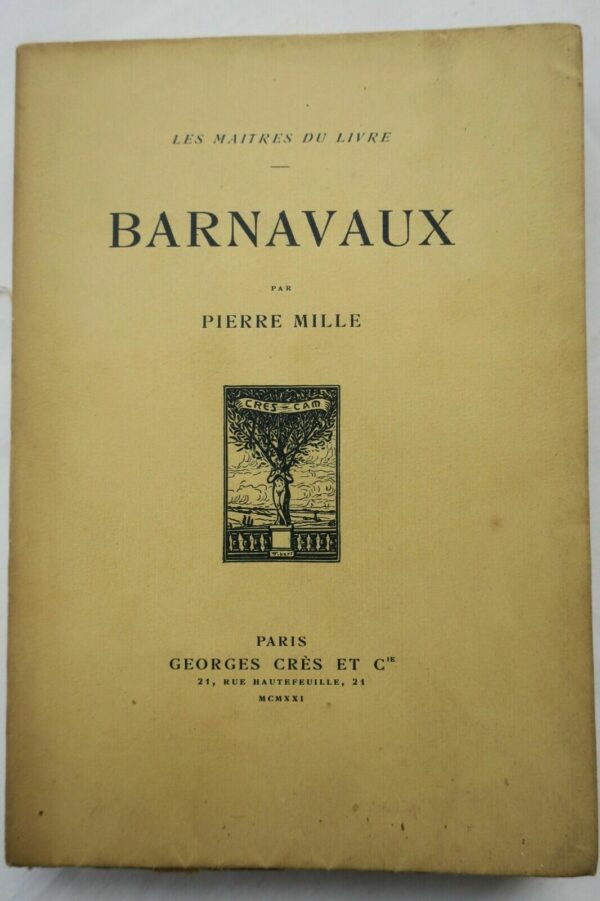 LES MAITRES DU LIVRE
BARNAVAUX
PAR
PIERRE MILLE
CRES-CAM
PARIS
GEORGES CRÈS ET Cᴵᴱ
21, RUE HAUTEFEUILLE, 21
MCMXXI